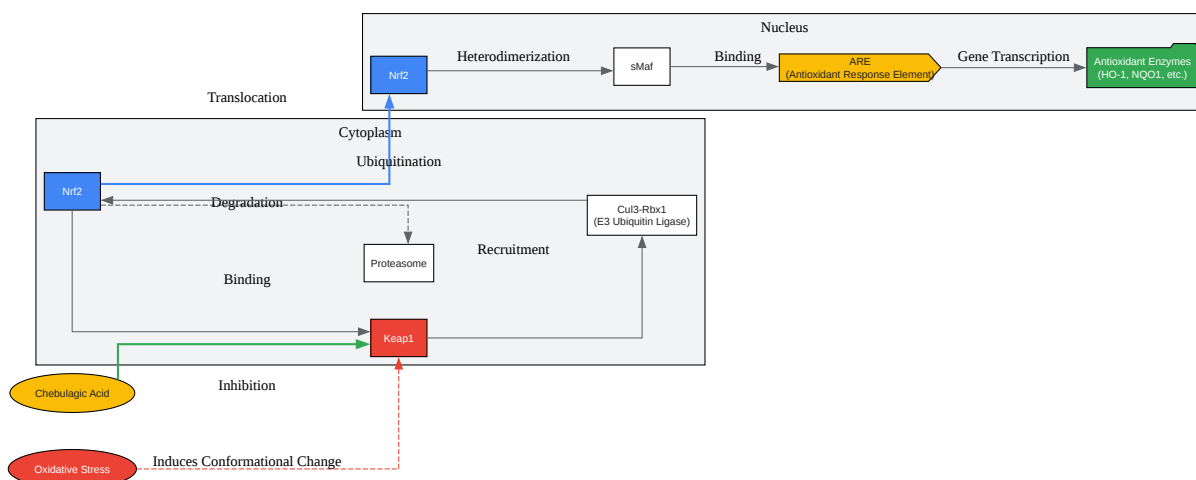 Nucleus
Nrf2
Heterodimerization
sMaf
Binding
ARE
(Antioxidant Response Element)
Gene Transcription
Antioxidant Enzymes
(HO-1, NQO1, etc.)
Translocation
Cytoplasm
Ubiquitination
Nrf2
Degradation
Cul3-Rbx1
(E3 Ubiquitin Ligase)
Recruitment
Proteasome
Binding
Keap1
Inhibition
Chebulagic Acid
Induces Conformational Change
Oxidative Stress